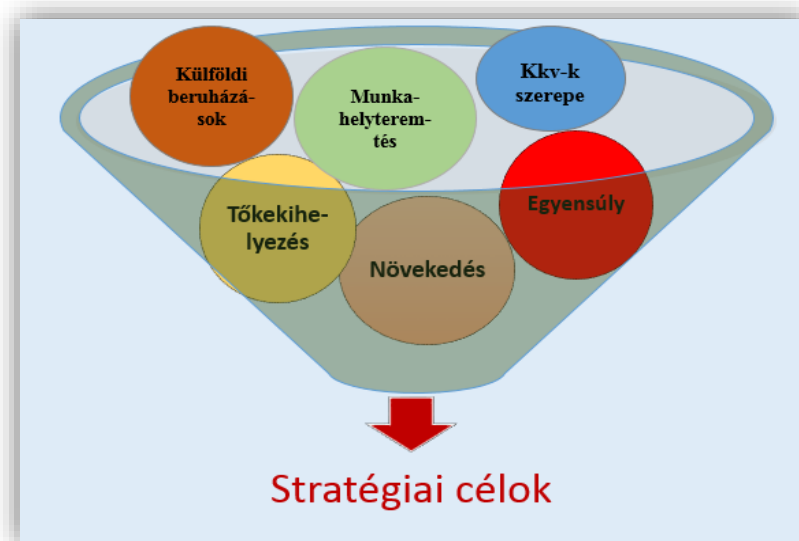 Külföldi
beruházá-
sok
Munka-
helyterem-
tés
Kkv-k
szerepe
Tőkekihe-
lyezés
Növekedés
Egyensúly
Stratégiai célok